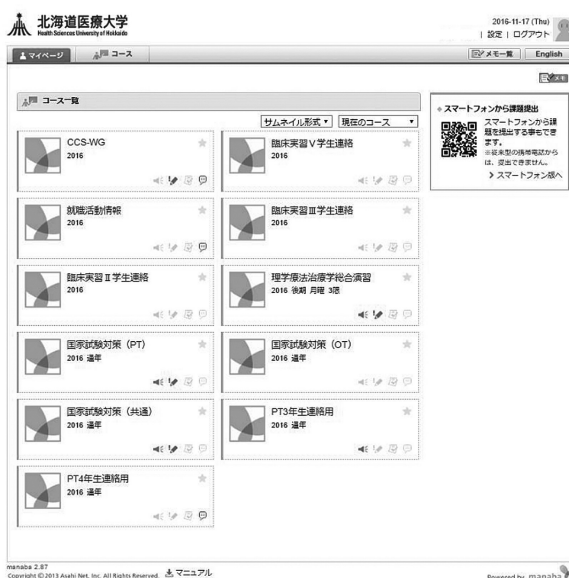 北海道医療大学
Health Sciences University of Hokkaido
2016-11-17 (Thu)
| 設定 | ログアウト
マイページ
コース
メモ一覧
English
メモ
コース一覧
サムネイル形式▼
現在のコース ▼
CCS-WG
2016
臨床実習Ⅴ学生連絡
2016
就職活動情報
2016
臨床実習Ⅲ学生連絡
2016
臨床実習Ⅱ学生連絡
2016
理学療法治療学総合演習
2016 後期 月曜 3限
国家試験対策（PT）
2016 通年
国家試験対策（OT）
2016 通年
国家試験対策（共通）
2016 通年
PT3年生連絡用
2016 通年
PT4年生連絡用
2016 通年
スマートフォンから課題提出
スマートフォンから課
題を提出する事もでき
ます。
※従来型の携帯電話から
は、提出できません。
スマートフォン版へ
manaba 2.87
Copyright © 2013 Asahi Net, Inc. All Rights Reserved.
マニュアル
Powered by manaba